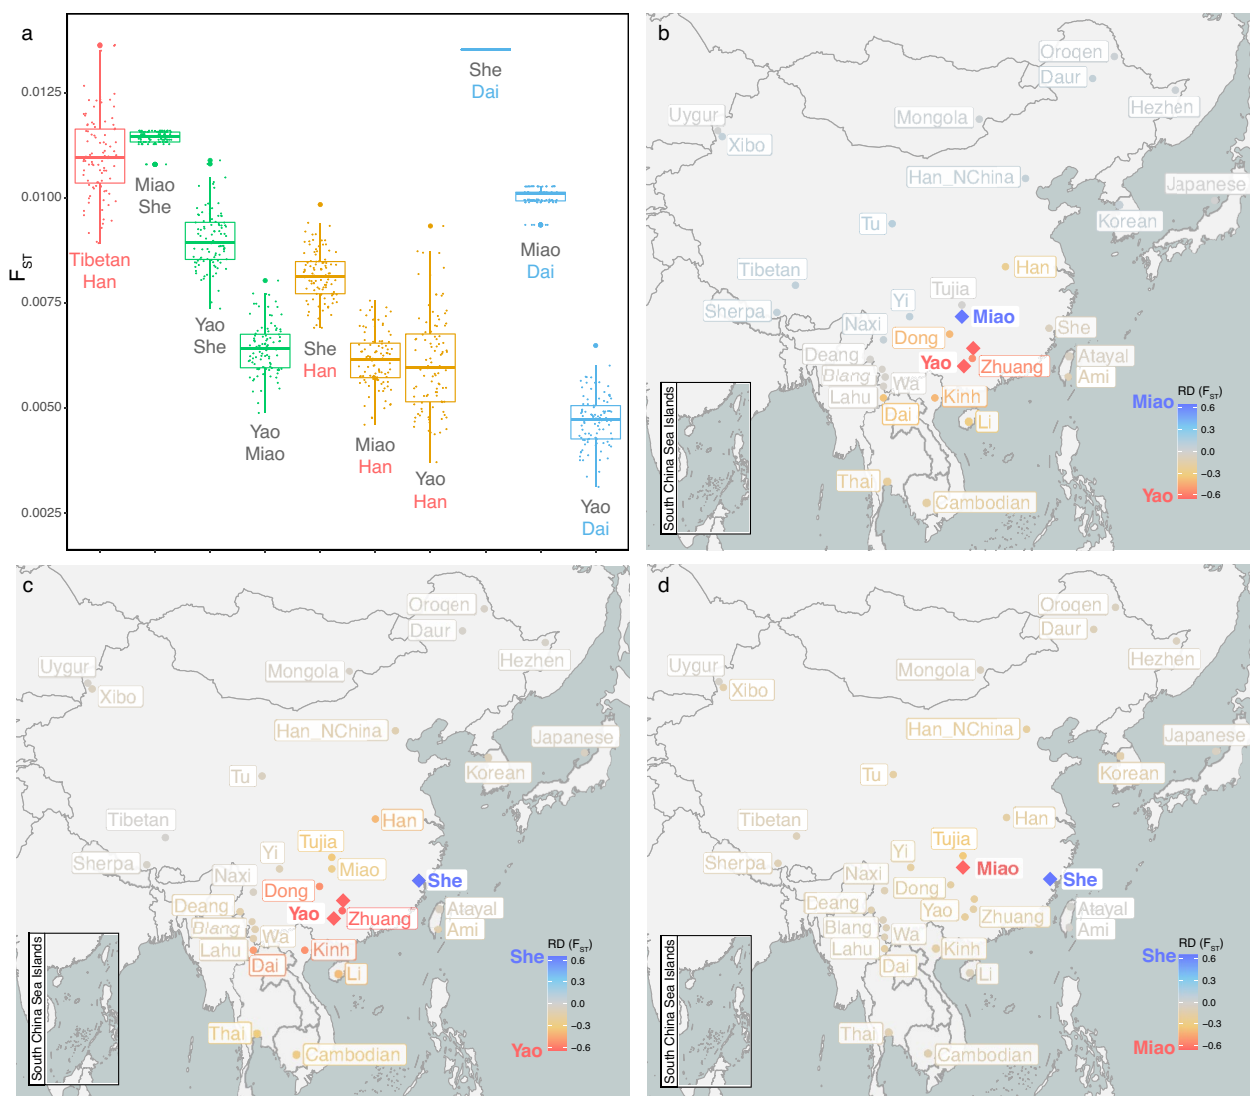 a
F_ST
0.0125
0.0100
0.0075
0.0050
0.0025
Tibetan
Han
Miao
She
Yao
She
Yao
Miao
She
Han
Miao
Han
Yao
Han
She
Dai
Miao
Dai
Yao
Dai
b
Oroqen
Daur
Hezhen
Uygur
Xibo
Mongola
Han_NChina
Japanese
Korean
Tu
Tibetan
Han
Sherpa
Yi
Tujia
Miao
Naxi
Dong
She
Deang
Yao
Zhuang
Atayal
Blang
Wa
Ami
Lahu
Dai
Kinh
Li
Thai
Cambodian
South China Sea Islands
RD (F_ST)
Miao
0.6
0.3
0.0
−0.3
−0.6
Yao
c
Oroqen
Daur
Hezhen
Uygur
Xibo
Mongola
Han_NChina
Japanese
Korean
Tu
Tibetan
Han
Sherpa
Yi
Tujia
Miao
Naxi
Dong
She
Deang
Yao
Zhuang
Atayal
Blang
Wa
Ami
Lahu
Dai
Kinh
Li
Thai
Cambodian
South China Sea Islands
RD (F_ST)
She
0.6
0.3
0.0
−0.3
−0.6
Yao
d
Oroqen
Daur
Hezhen
Uygur
Xibo
Mongola
Han_NChina
Japanese
Korean
Tu
Tibetan
Han
Sherpa
Yi
Tujia
Miao
Naxi
Dong
She
Deang
Yao
Zhuang
Atayal
Blang
Wa
Ami
Lahu
Dai
Kinh
Li
Thai
Cambodian
South China Sea Islands
RD (F_ST)
She
0.6
0.3
0.0
−0.3
−0.6
Miao